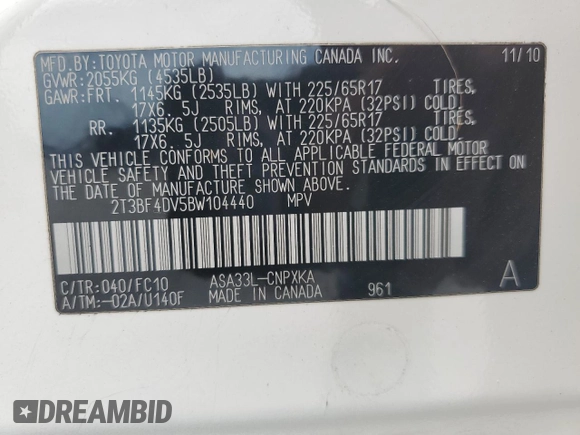 MFD.BY:TOYOTA MOTOR MANUFACTURING CANADA INC. 11/10
GVWR:2055KG (4535LB)
GAWR:FRT. 1145KG (2535LB) WITH 225/65R17 TIRES,
17X6.5J RIMS, AT 220KPA (32PSI) COLD.
RR. 1135KG (2505LB) WITH 225/65R17 TIRES,
17X6.5J RIMS, AT 220KPA (32PSI) COLD.
THIS VEHICLE CONFORMS TO ALL APPLICABLE FEDERAL MOTOR
VEHICLE SAFETY AND THEFT PREVENTION STANDARDS IN EFFECT ON
THE DATE OF MANUFACTURE SHOWN ABOVE.
2T3BF4DV5BW104440 MPV
C/TR:040/FC10 ASA33L-CNPXKA A
A/TM:-02A/U140F MADE IN CANADA 961
DREAMBID